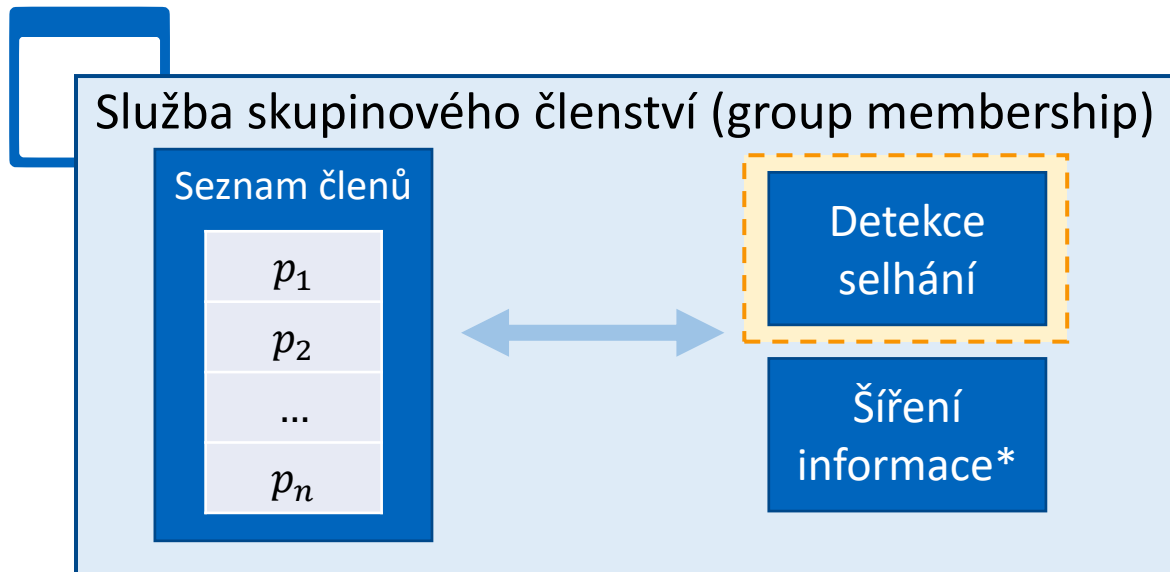 Služba skupinového členství (group membership)
Seznam členů
p₁
p₂
...
pₙ
Detekce
selhání
Šíření
informace*